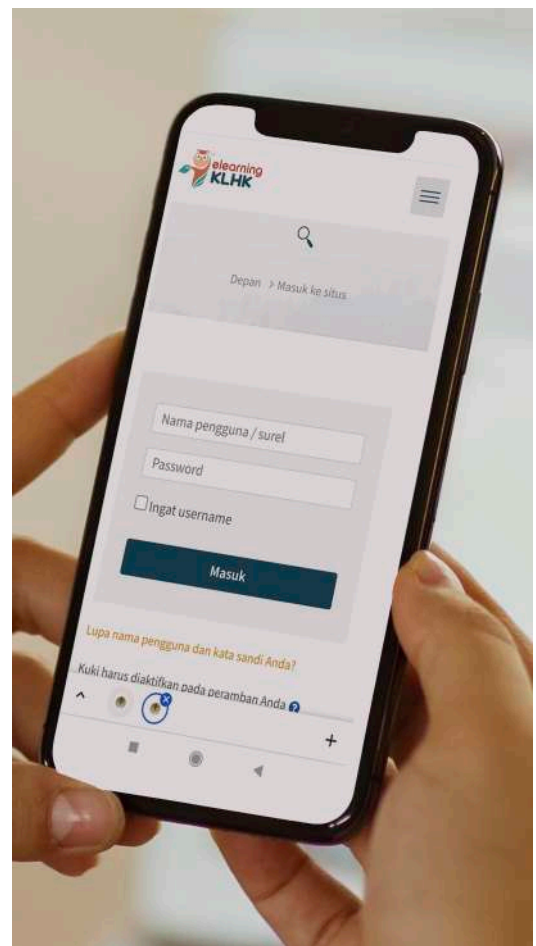 elearning
KLHK
Depan > Masuk ke situs
Nama pengguna / surel
Password
Ingat username
Masuk
Lupa nama pengguna dan kata sandi Anda?
Kuki harus diaktifkan pada peramban Anda